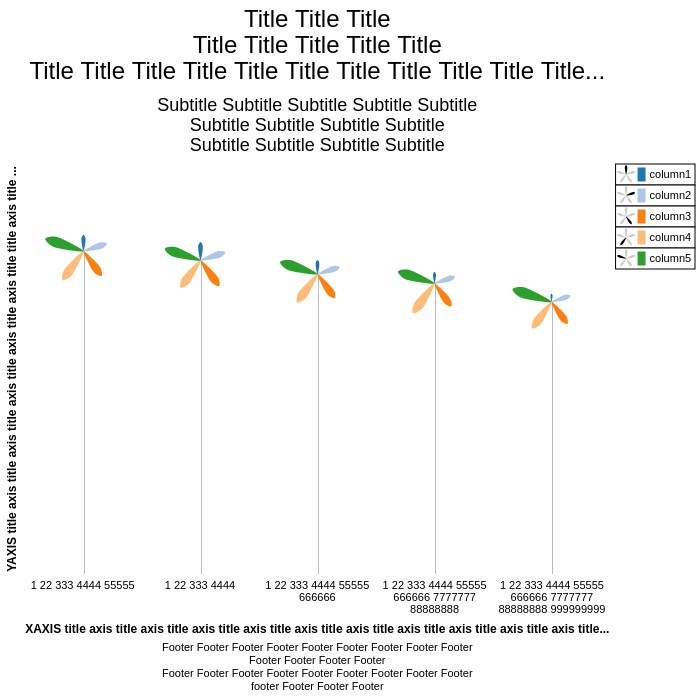 Title Title Title
Title Title Title Title Title
Title Title Title Title Title Title Title Title Title Title Title...
Subtitle Subtitle Subtitle Subtitle Subtitle
Subtitle Subtitle Subtitle Subtitle
Subtitle Subtitle Subtitle Subtitle
YAXIS title axis title axis title axis title axis title axis title axis title axis title ...
column1
column2
column3
column4
column5
1 22 333 4444 55555
1 22 333 4444
1 22 333 4444 55555
666666
1 22 333 4444 55555
666666 7777777
88888888
1 22 333 4444 55555
666666 7777777
88888888 999999999
XAXIS title axis title axis title axis title axis title axis title axis title axis title axis title axis title axis title...
Footer Footer Footer Footer Footer Footer Footer Footer Footer
Footer Footer Footer Footer
Footer Footer Footer Footer Footer Footer Footer Footer Footer
footer Footer Footer Footer